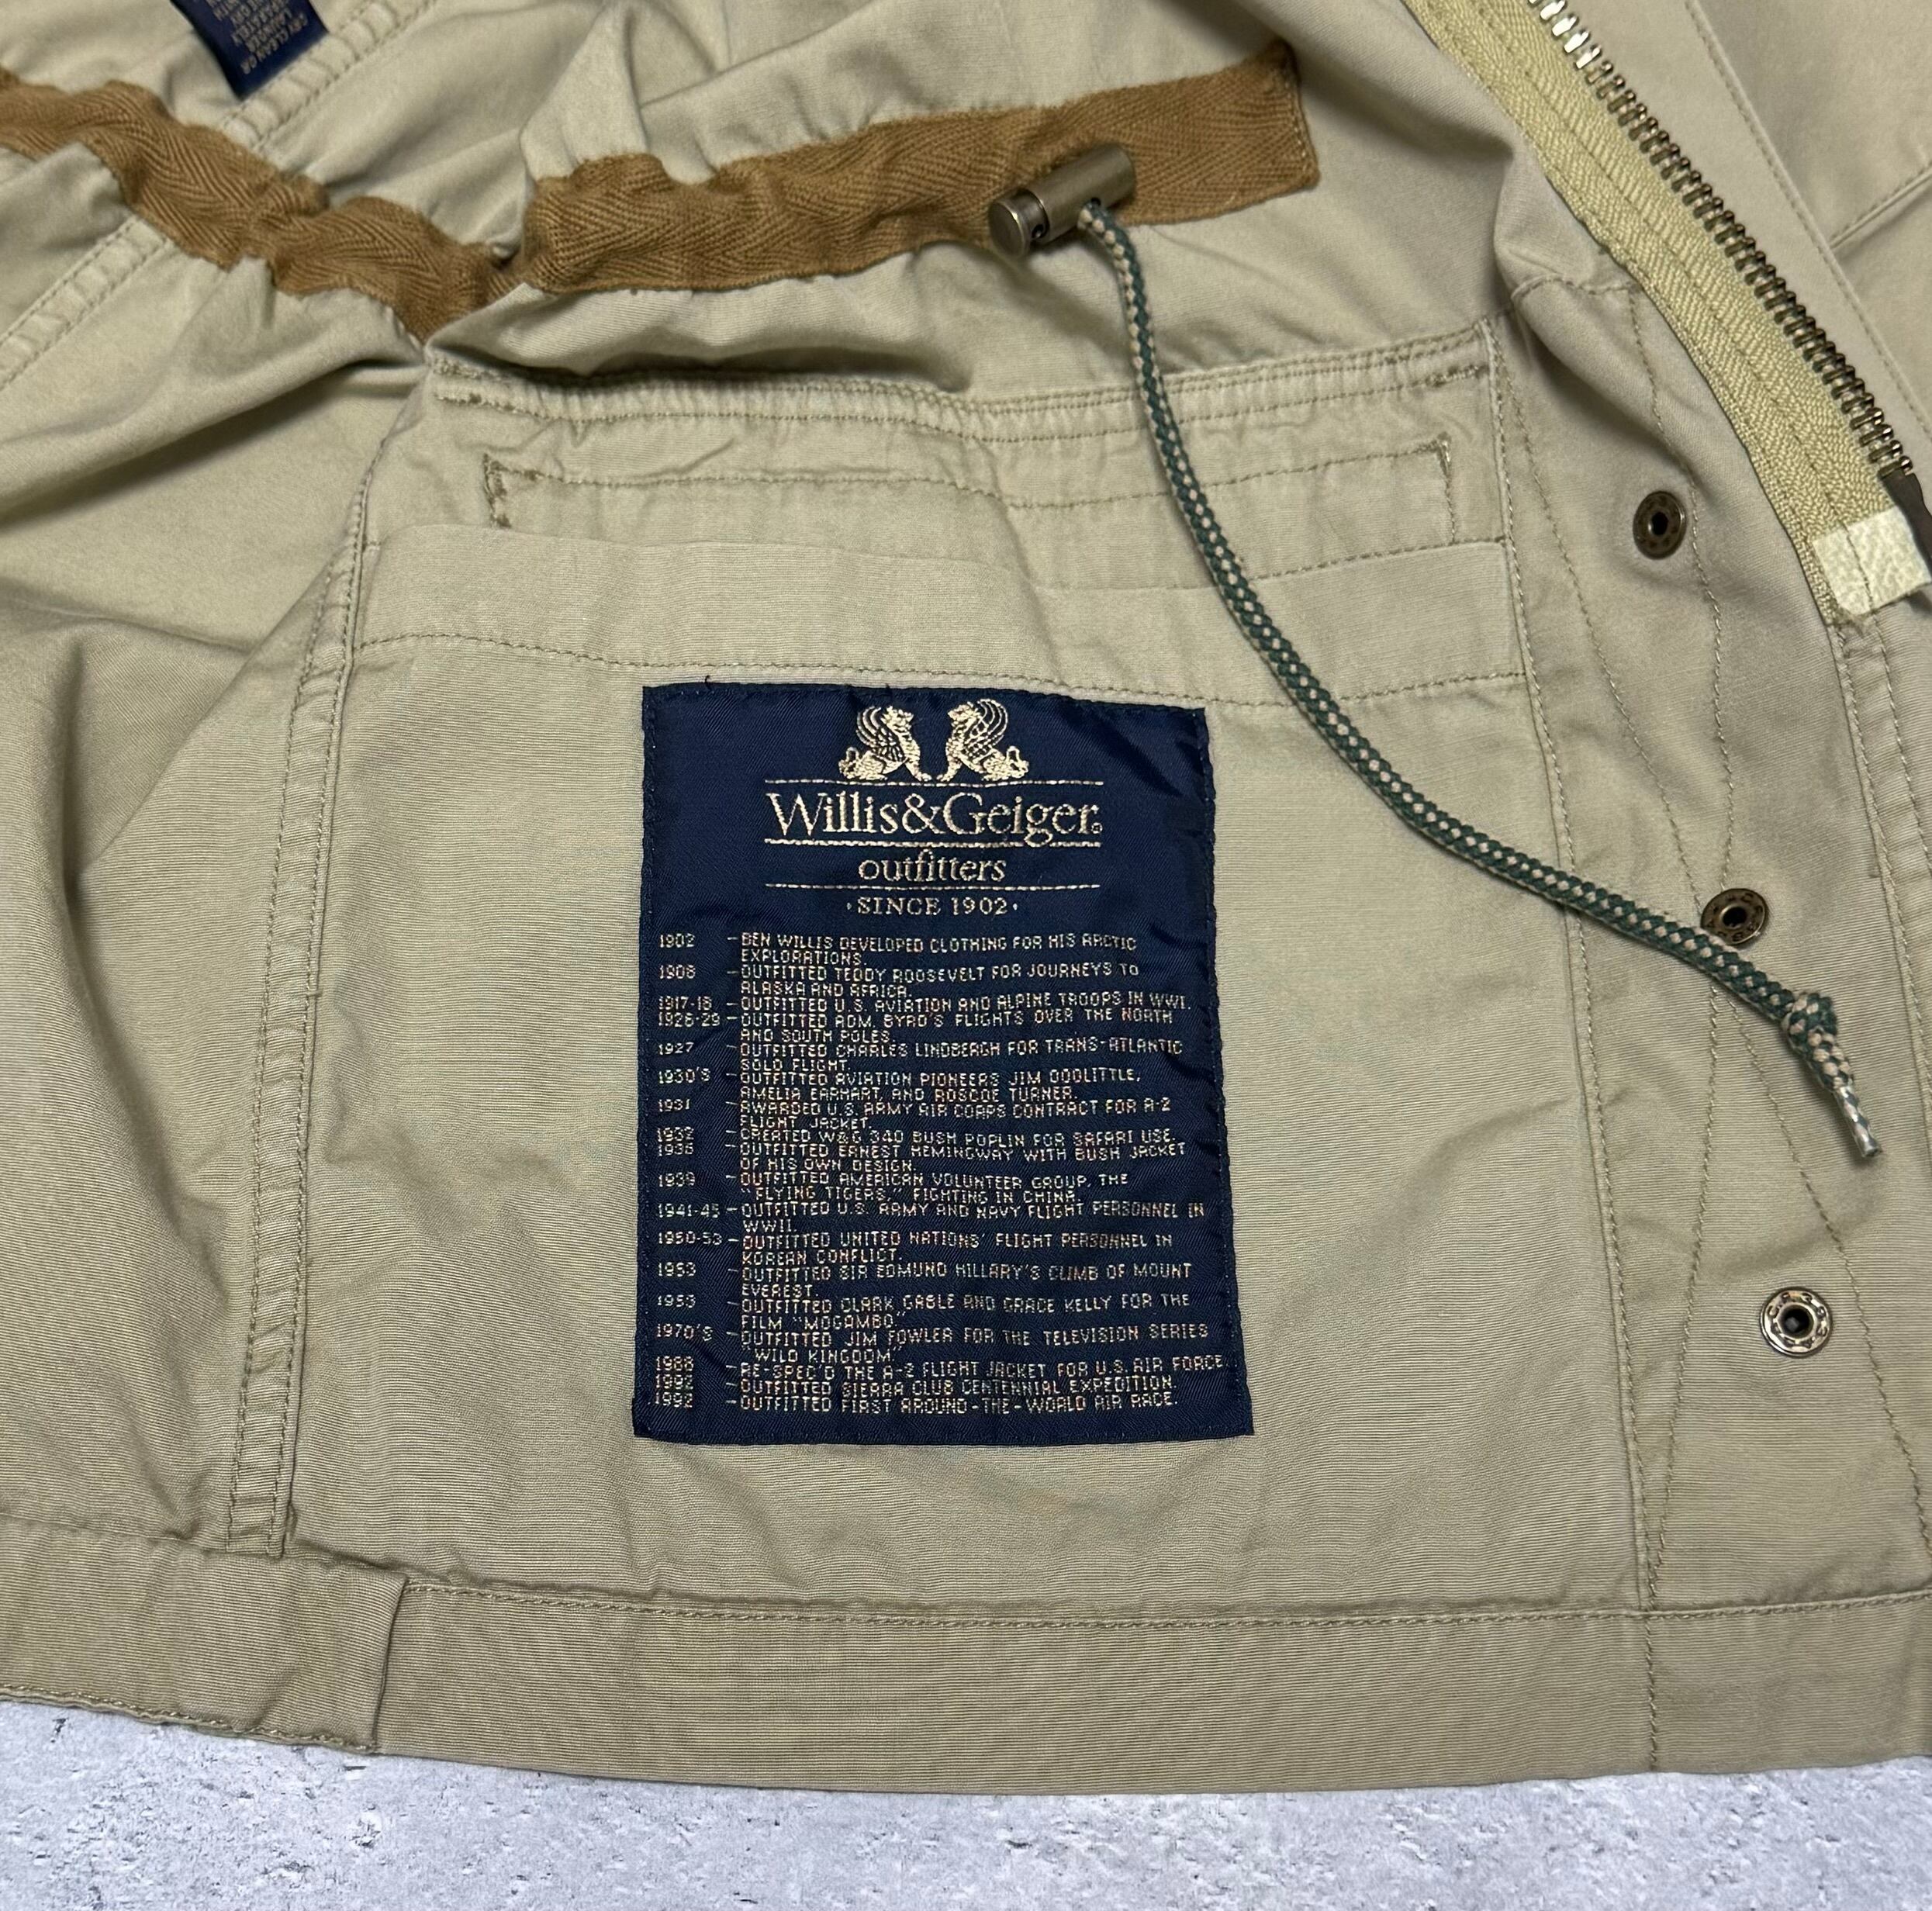 DRY CLEAN OR
Willis&Geiger
outfitters
·SINCE 1902·
1902 -BEN WILLIS DEVELOPED CLOTHING FOR HIS ARCTIC
EXPLORATIONS.
1908 -OUTFITTED TEDDY ROOSEVELT FOR JOURNEYS TO
ALASKA AND AFRICA.
1917-18 -OUTFITTED U.S. AVIATION AND ALPINE TROOPS IN WWI.
1926-29 -OUTFITTED ADM. BYRD'S FLIGHTS OVER THE NORTH
AND SOUTH POLES.
1927 -OUTFITTED CHARLES LINDBERGH FOR TRANS-ATLANTIC
SOLO FLIGHT.
1930'S -OUTFITTED AVIATION PIONEERS JIM DOOLITTLE,
AMELIA EARHART, AND ROSCOE TURNER.
1931 -AWARDED U.S. ARMY AIR CORPS CONTRACT FOR A-2
FLIGHT JACKET.
1932 -CREATED W&G 340 BUSH POPLIN FOR SAFARI USE.
1936 -OUTFITTED ERNEST HEMINGWAY WITH BUSH JACKET
OF HIS OWN DESIGN.
1939 -OUTFITTED AMERICAN VOLUNTEER GROUP, THE
"FLYING TIGERS," FIGHTING IN CHINA.
1941-45 -OUTFITTED U.S. ARMY AND NAVY FLIGHT PERSONNEL IN
WWII.
1950-53 -OUTFITTED UNITED NATIONS' FLIGHT PERSONNEL IN
KOREAN CONFLICT.
1953 -OUTFITTED SIR EDMUND HILLARY'S CLIMB OF MOUNT
EVEREST.
1953 -OUTFITTED CLARK GABLE AND GRACE KELLY FOR THE
FILM "MOGAMBO."
1970'S -OUTFITTED JIM FOWLER FOR THE TELEVISION SERIES
"WILD KINGDOM."
1988 -RE-SPEC'D THE A-2 FLIGHT JACKET FOR U.S. AIR FORCE.
1992 -OUTFITTED SIERRA CLUB CENTENNIAL EXPEDITION.
1992 -OUTFITTED FIRST AROUND-THE-WORLD AIR RACE.